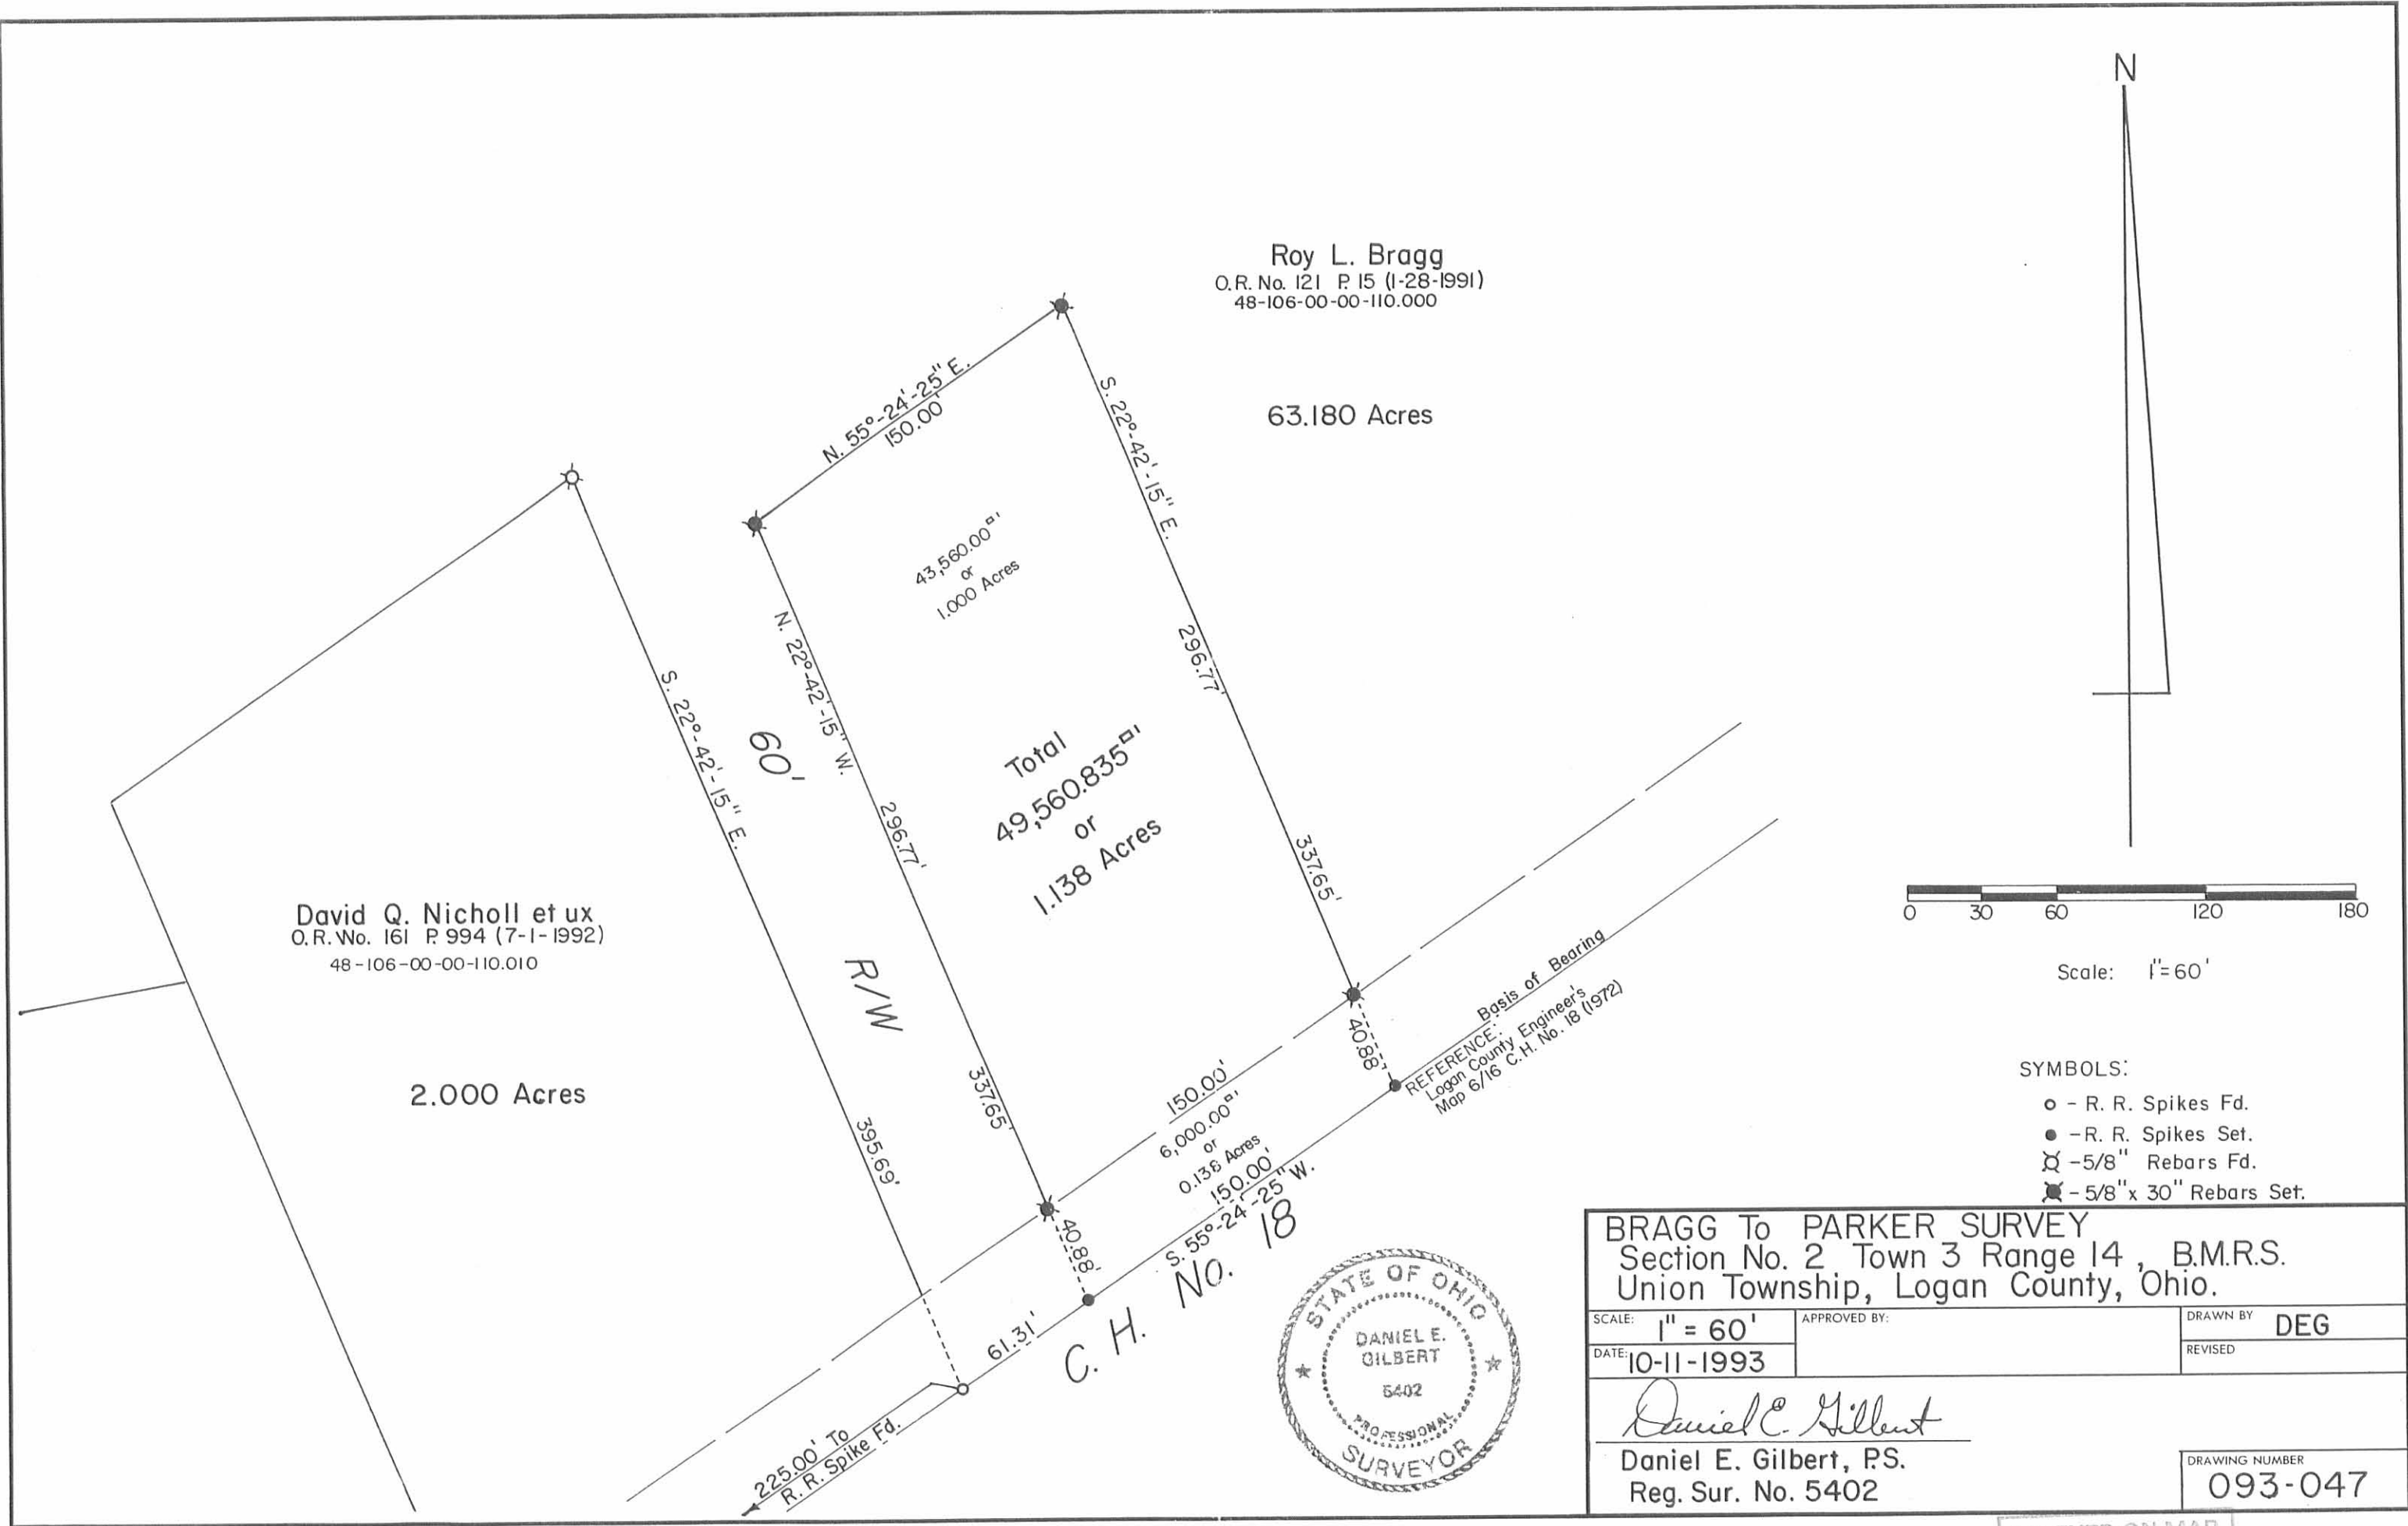 N
Roy L. Bragg
O.R. No. 121 P. 15 (1-28-1991)
48-106-00-00-110.000
63.180 Acres
N. 55°-24'-25" E.
150.00'
S. 22°-42'-15" E.
296.77'
337.65'
40.88'
43,560.00□'
or
1.000 Acres
N. 22°-42'-15" W.
296.77'
337.65'
40.88'
Total
49,560.835□'
or
1.138 Acres
S. 22°-42'-15" E.
395.69'
60'
R/W
David Q. Nicholl et ux
O.R. No. 161 P. 994 (7-1-1992)
48-106-00-00-110.010
2.000 Acres
150.00'
6,000.00□'
or
0.138 Acres
150.00'
S. 55°-24'-25" W.
61.31'
C. H. No. 18
225.00' To
R. R. Spike Fd.
Basis of Bearing
REFERENCE:
Logan County Engineer's
Map 6/16 C.H. No. 18 (1972)
0 30 60 120 180
Scale: 1"=60'
SYMBOLS:
- R. R. Spikes Fd.
- R. R. Spikes Set.
- 5/8" Rebars Fd.
- 5/8"x 30" Rebars Set.
STATE OF OHIO
DANIEL E.
GILBERT
5402
PROFESSIONAL
SURVEYOR
BRAGG To PARKER SURVEY
Section No. 2 Town 3 Range 14, B.M.R.S.
Union Township, Logan County, Ohio.
SCALE: 1" = 60'
APPROVED BY:
DRAWN BY DEG
DATE: 10-11-1993
REVISED
Daniel E. Gilbert
Daniel E. Gilbert, P.S.
Reg. Sur. No. 5402
DRAWING NUMBER
093-047
ON MAP